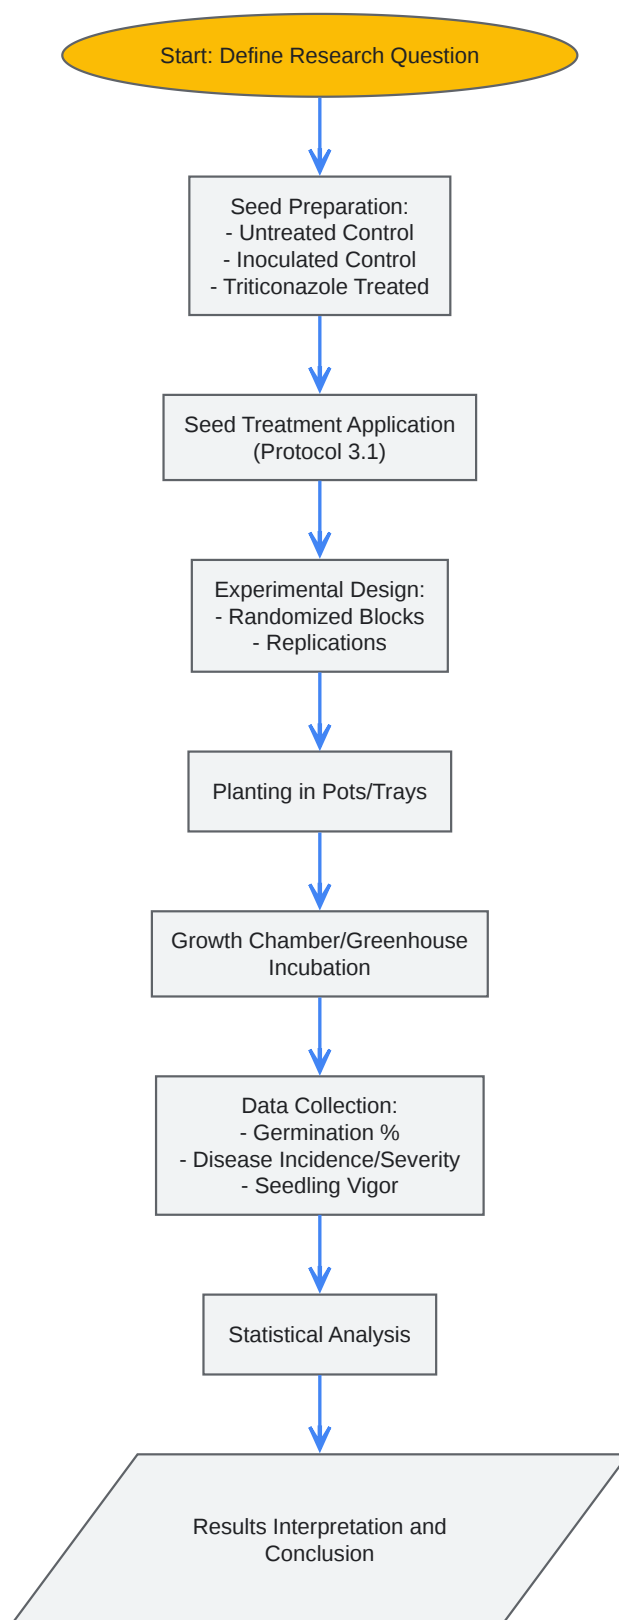 Start: Define Research Question
Seed Preparation:
- Untreated Control
- Inoculated Control
- Triticonazole Treated
Seed Treatment Application
(Protocol 3.1)
Experimental Design:
- Randomized Blocks
- Replications
Planting in Pots/Trays
Growth Chamber/Greenhouse
Incubation
Data Collection:
- Germination %
- Disease Incidence/Severity
- Seedling Vigor
Statistical Analysis
Results Interpretation and
Conclusion